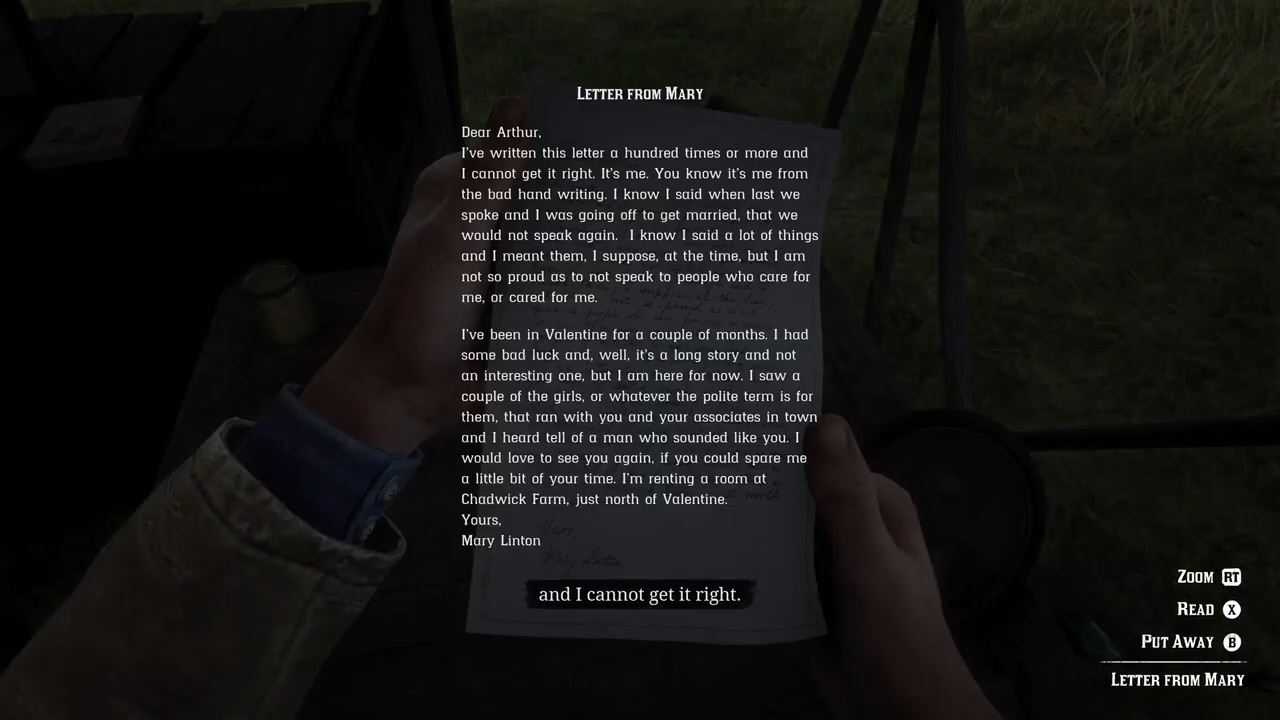 Letter from Mary
Dear Arthur,
I've written this letter a hundred times or more and
I cannot get it right. It's me. You know it's me from
the bad hand writing. I know I said when last we
spoke and I was going off to get married, that we
would not speak again.  I know I said a lot of things
and I meant them, I suppose, at the time, but I am
not so proud as to not speak to people who care for
me, or cared for me.
I've been in Valentine for a couple of months. I had
some bad luck and, well, it's a long story and not
an interesting one, but I am here for now. I saw a
couple of the girls, or whatever the polite term is for
them, that ran with you and your associates in town
and I heard tell of a man who sounded like you. I
would love to see you again, if you could spare me
a little bit of your time. I'm renting a room at
Chadwick Farm, just north of Valentine.
Yours,
Mary Linton
and I cannot get it right.
Zoom RT
Read X
Put Away B
Letter from Mary